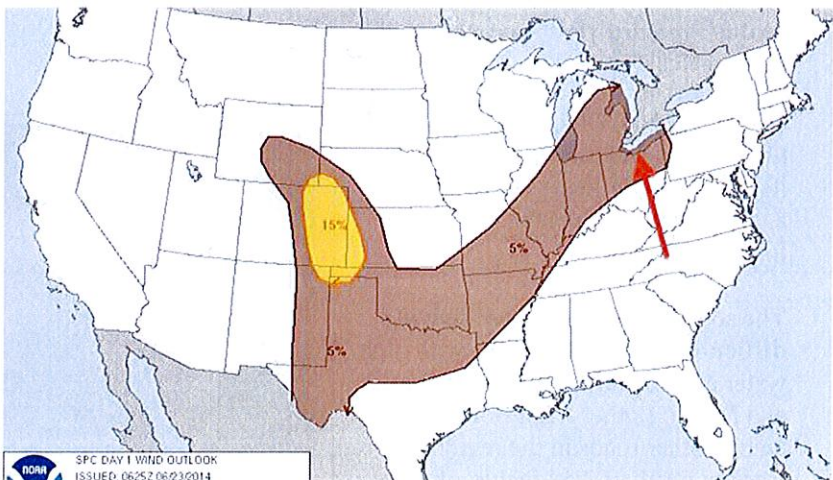 15%
5%
5%
NOAA
SPC DAY 1 WIND OUTLOOK
ISSUED: 0625Z 06/23/2014